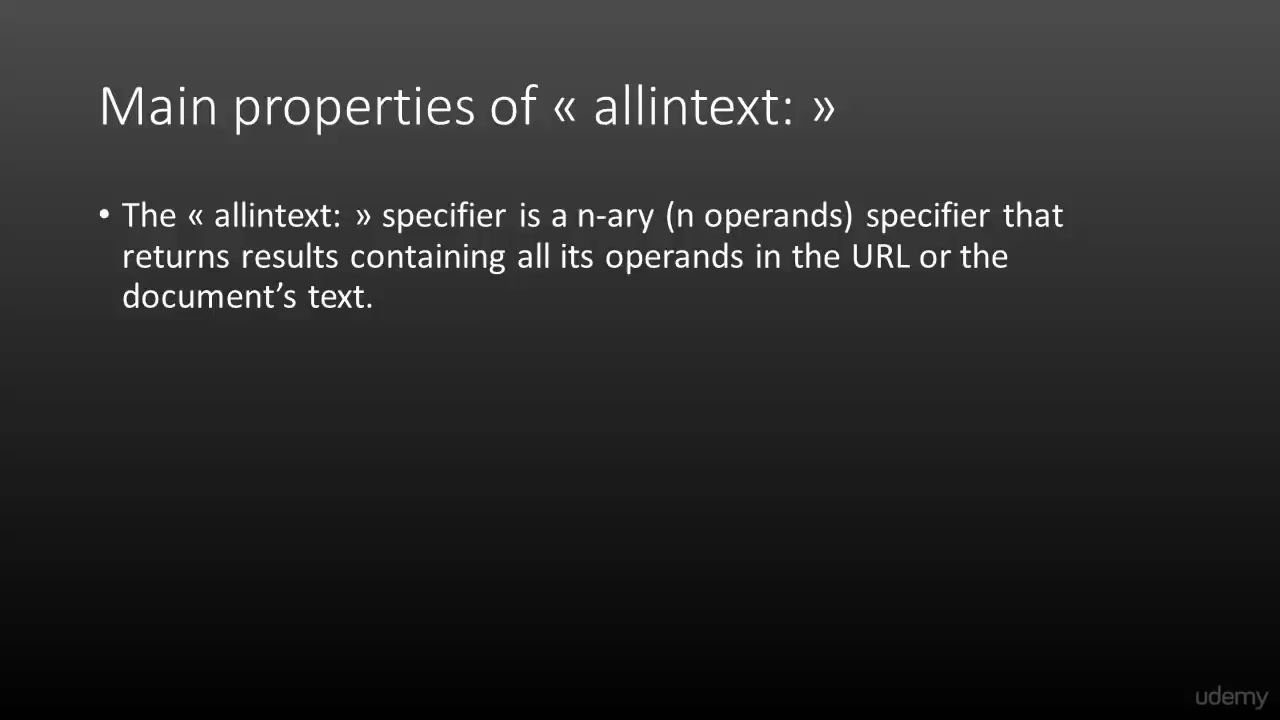 Main properties of « allintext: »
• The « allintext: » specifier is a n-ary (n operands) specifier that
returns results containing all its operands in the URL or the
document’s text.
udemy